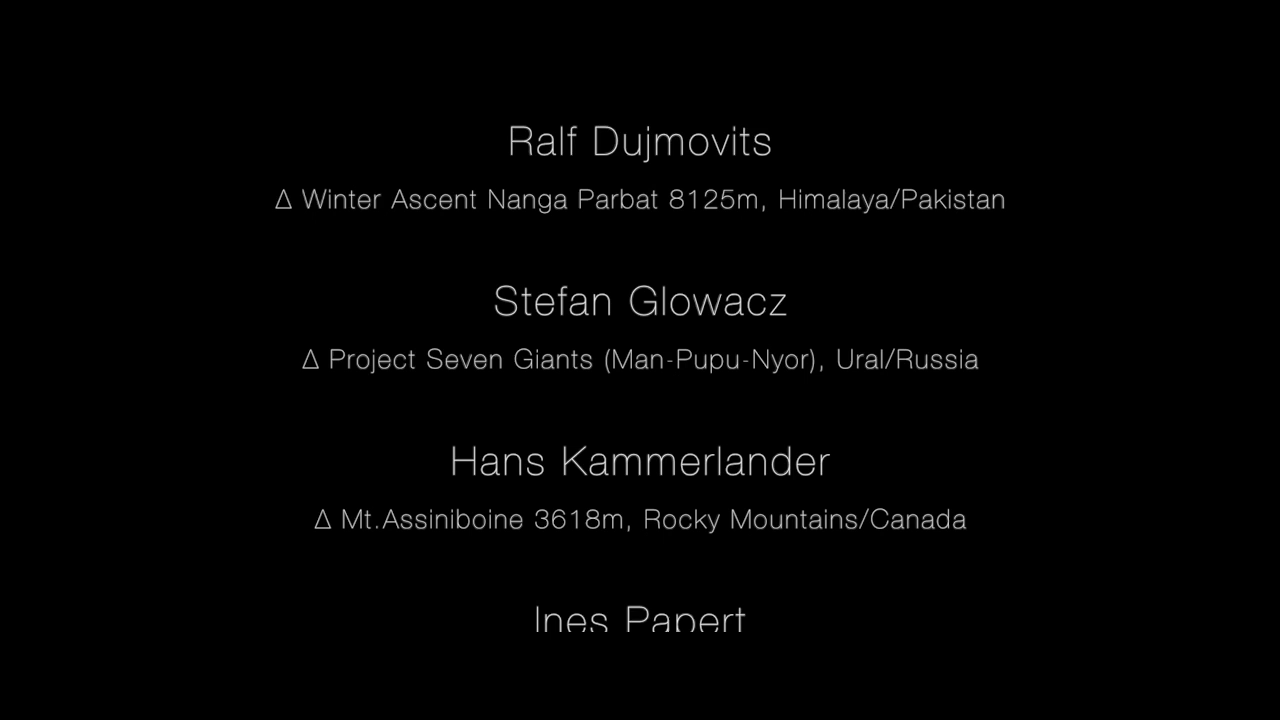 Ralf Dujmovits
Δ Winter Ascent Nanga Parbat 8125m, Himalaya/Pakistan
Stefan Glowacz
Δ Project Seven Giants (Man-Pupu-Nyor), Ural/Russia
Hans Kammerlander
Δ Mt.Assiniboine 3618m, Rocky Mountains/Canada
Ines Papert